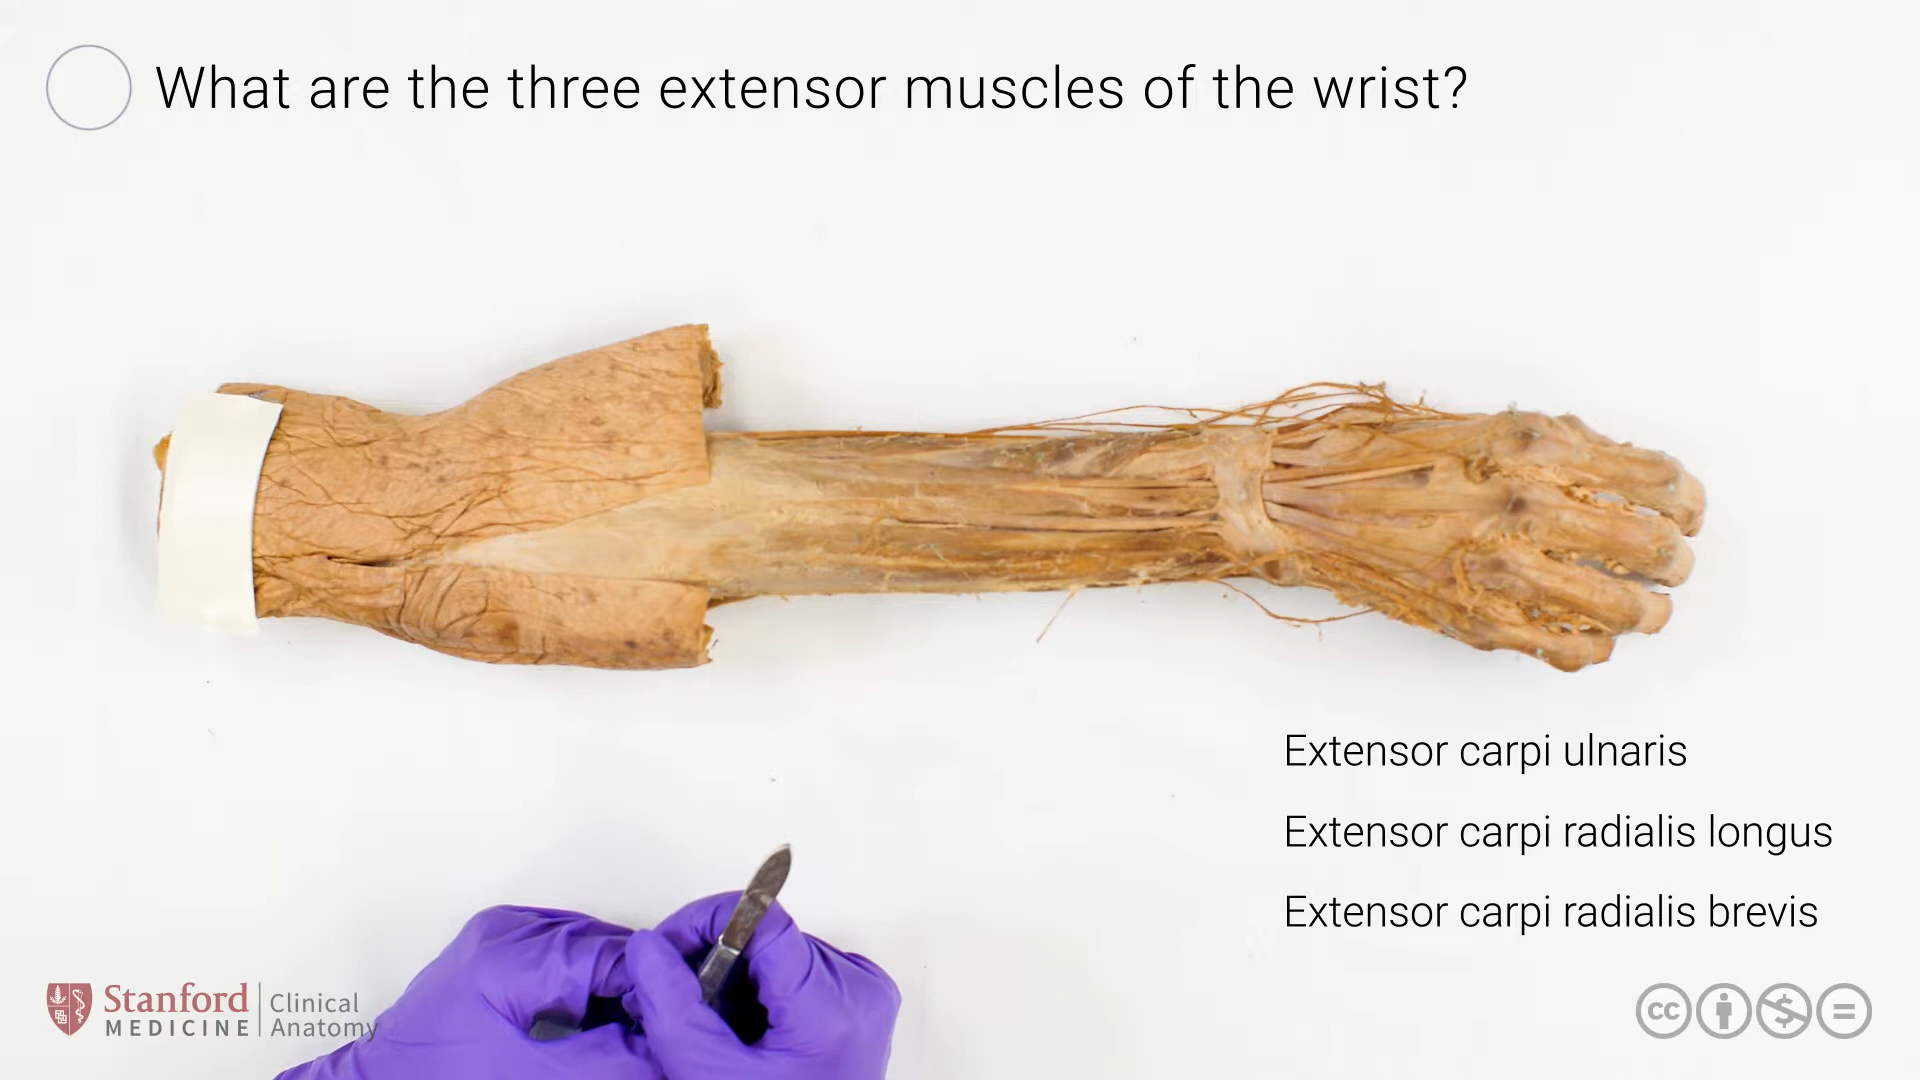 What are the three extensor muscles of the wrist?
Extensor carpi ulnaris
Extensor carpi radialis longus
Extensor carpi radialis brevis
Stanford
MEDICINE
Clinical
Anatomy
cc